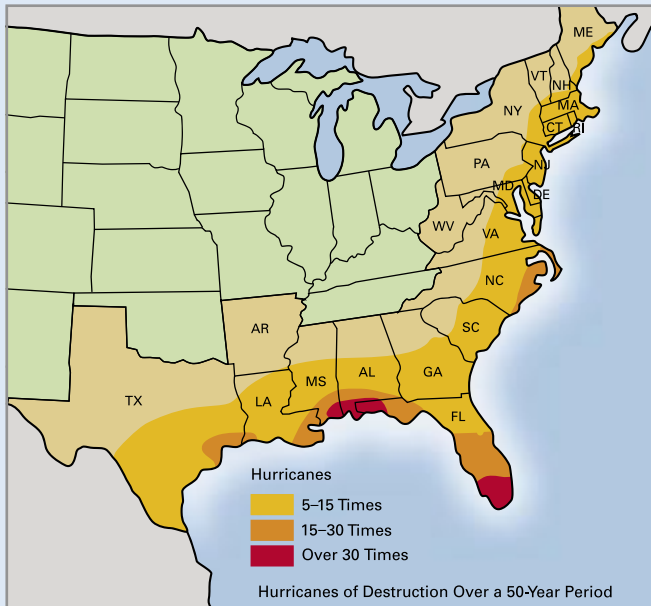 ME
VT
NH
NY
MA
CT
RI
PA
NJ
MD
DE
WV
VA
NC
AR
SC
MS
AL
GA
TX
LA
FL
Hurricanes
5–15 Times
15–30 Times
Over 30 Times
Hurricanes of Destruction Over a 50-Year Period